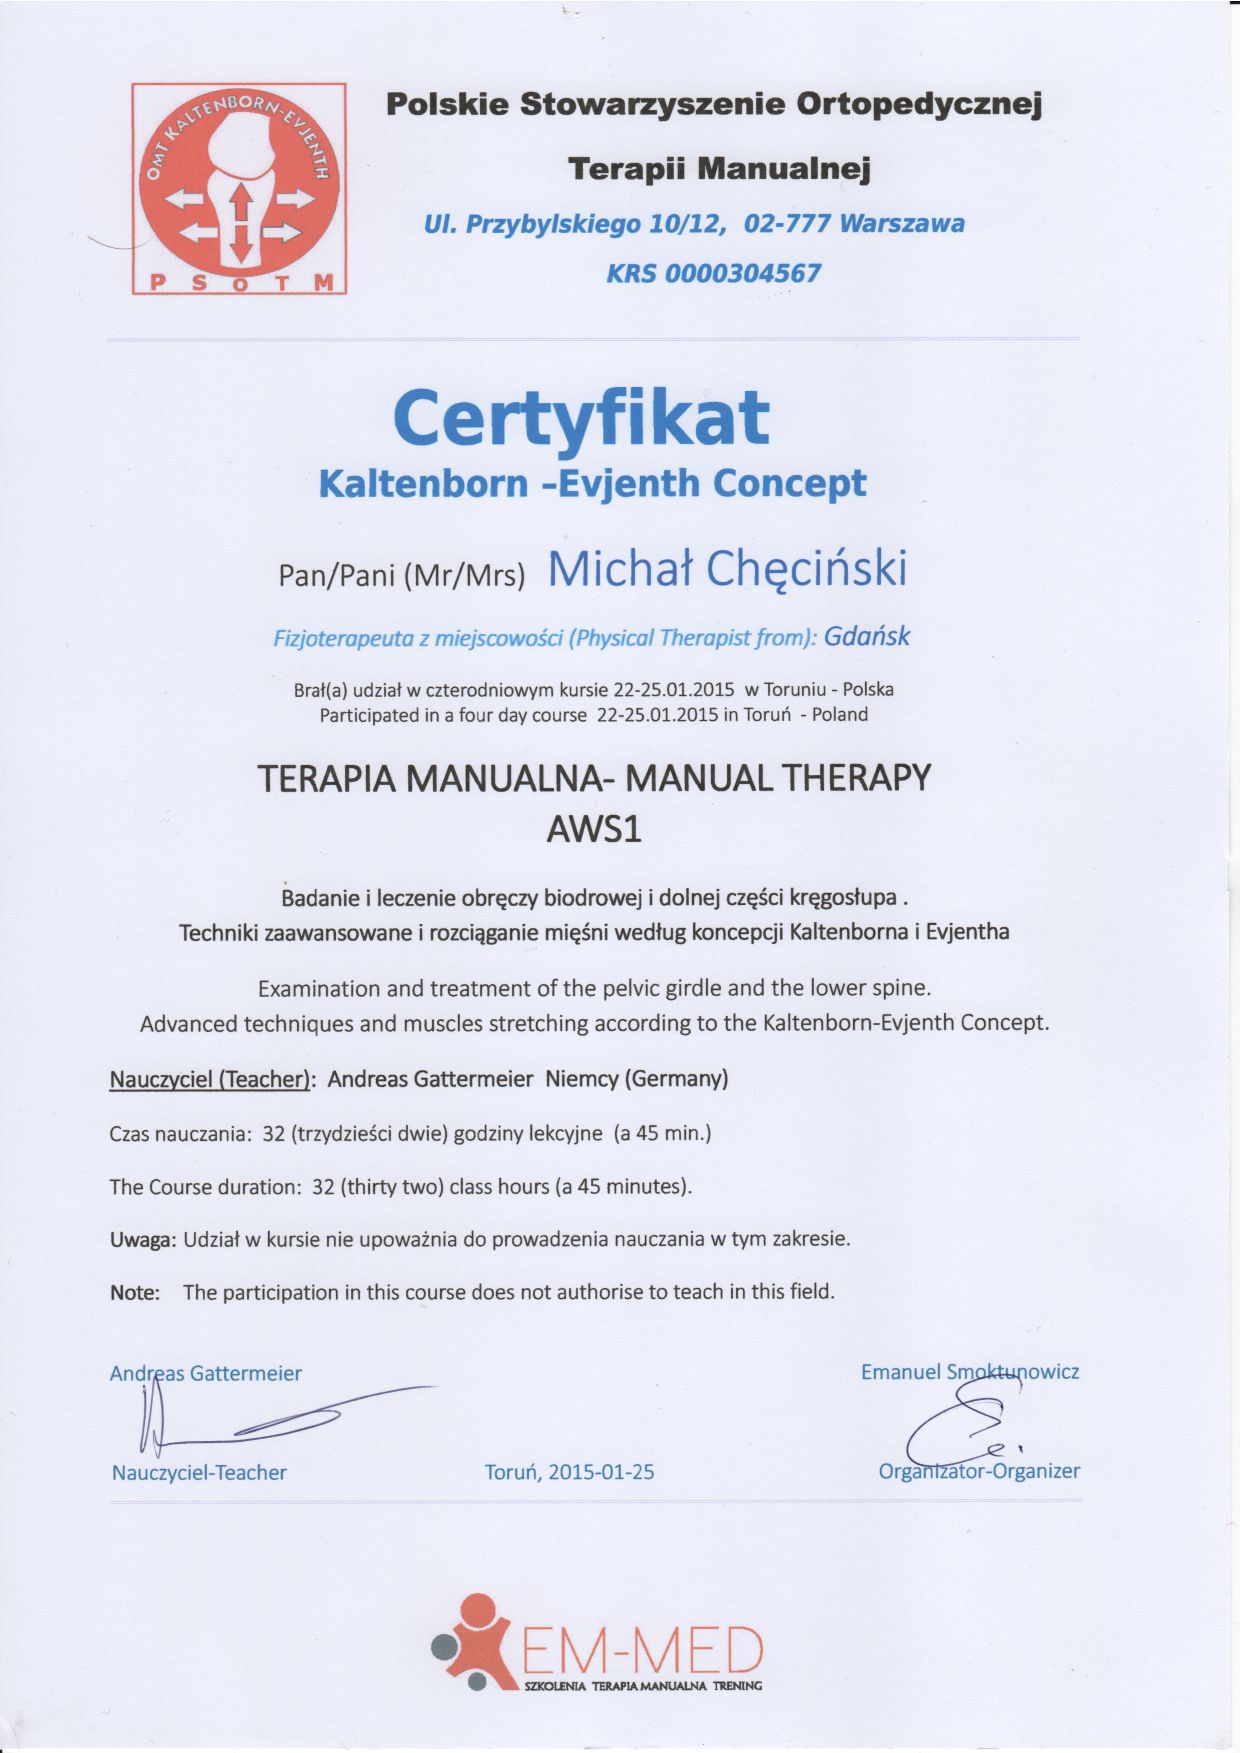 OMT KALTENBORN-EVJENTH
P S O T M
Polskie Stowarzyszenie Ortopedycznej
Terapii Manualnej
Ul. Przybylskiego 10/12, 02-777 Warszawa
KRS 0000304567
Certyfikat
Kaltenborn –Evjenth Concept
Pan/Pani (Mr/Mrs) Michał Chęciński
Fizjoterapeuta z miejscowości (Physical Therapist from): Gdańsk
Brał(a) udział w czterodniowym kursie 22-25.01.2015 w Toruniu - Polska
Participated in a four day course 22-25.01.2015 in Toruń - Poland
TERAPIA MANUALNA- MANUAL THERAPY
AWS1
Badanie i leczenie obręczy biodrowej i dolnej części kręgosłupa .
Techniki zaawansowane i rozciąganie mięśni według koncepcji Kaltenborna i Evjentha
Examination and treatment of the pelvic girdle and the lower spine.
Advanced techniques and muscles stretching according to the Kaltenborn-Evjenth Concept.
Nauczyciel (Teacher): Andreas Gattermeier Niemcy (Germany)
Czas nauczania: 32 (trzydzieści dwie) godziny lekcyjne (a 45 min.)
The Course duration: 32 (thirty two) class hours (a 45 minutes).
Uwaga: Udział w kursie nie upoważnia do prowadzenia nauczania w tym zakresie.
Note: The participation in this course does not authorise to teach in this field.
Andreas Gattermeier Emanuel Smoktunowicz
Nauczyciel-Teacher Toruń, 2015-01-25 Organizator-Organizer
EM-MED
SZKOLENIA TERAPIA MANUALNA TRENING